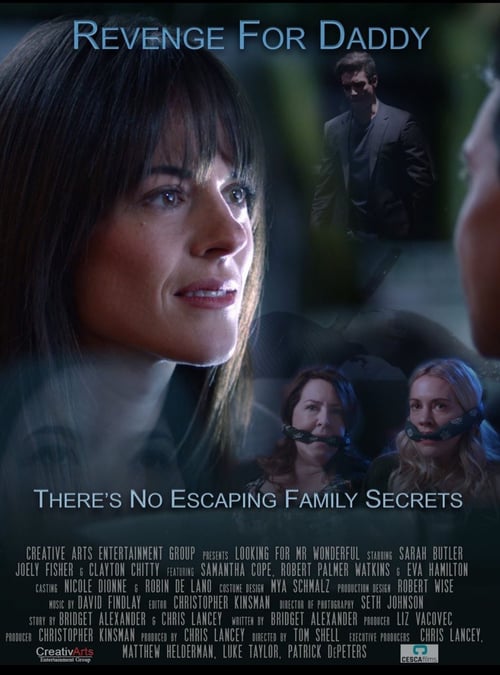 REVENGE FOR DADDY
THERE'S NO ESCAPING FAMILY SECRETS
CREATIVE ARTS ENTERTAINMENT GROUP PRESENTS LOOKING FOR MR WONDERFUL STARRING SARAH BUTLER
JOELY FISHER & CLAYTON CHITTY FEATURING SAMANTHA COPE, ROBERT PALMER WATKINS & EVA HAMILTON
CASTING NICOLE DIONNE & ROBIN DE LANO COSTUME DESIGN MYA SCHMALZ PRODUCTION DESIGN ROBERT WISE
MUSIC BY DAVID FINDLAY EDITOR CHRISTOPHER KINSMAN DIRECTOR OF PHOTOGRAPHY SETH JOHNSON
STORY BY BRIDGET ALEXANDER & CHRIS LANCEY WRITTEN BY BRIDGET ALEXANDER PRODUCER LIZ VACOVEC
PRODUCER CHRISTOPHER KINSMAN PRODUCED BY CHRIS LANCEY DIRECTED BY TOM SHELL EXECUTIVE PRODUCERS CHRIS LANCEY,
MATTHEW HELDERMAN, LUKE TAYLOR, PATRICK DEPETERS
CreativArts
Entertainment Group
CESCAfilms